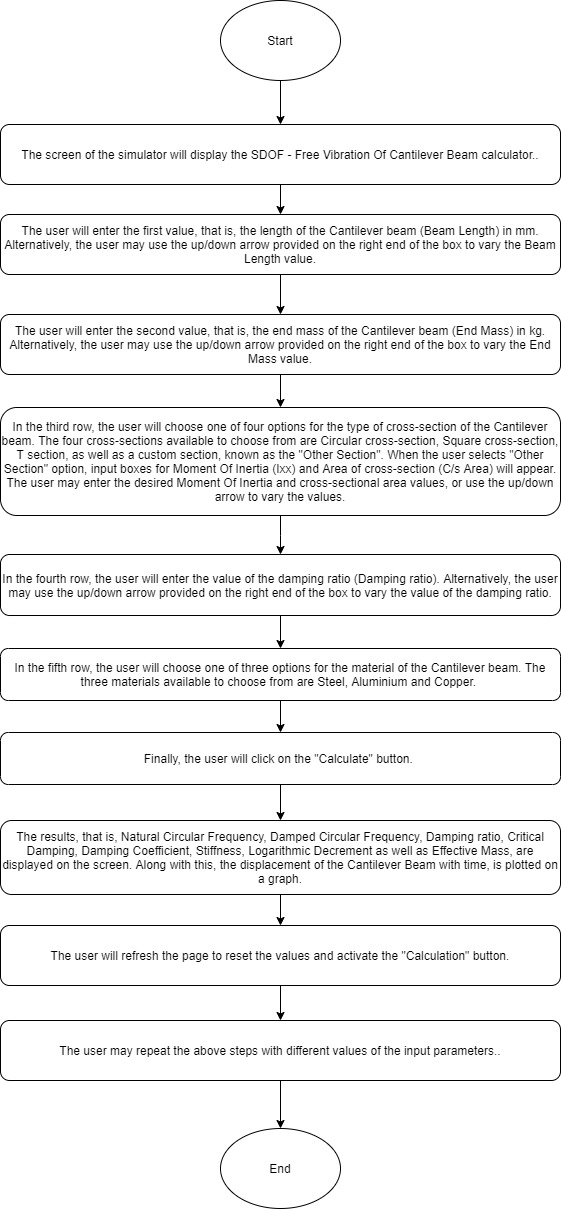 Start
The screen of the simulator will display the SDOF - Free Vibration Of Cantilever Beam calculator..
The user will enter the first value, that is, the length of the Cantilever beam (Beam Length) in mm.
Alternatively, the user may use the up/down arrow provided on the right end of the box to vary the Beam
Length value.
The user will enter the second value, that is, the end mass of the Cantilever beam (End Mass) in kg.
Alternatively, the user may use the up/down arrow provided on the right end of the box to vary the End
Mass value.
In the third row, the user will choose one of four options for the type of cross-section of the Cantilever
beam. The four cross-sections available to choose from are Circular cross-section, Square cross-section,
T section, as well as a custom section, known as the "Other Section". When the user selects "Other
Section" option, input boxes for Moment Of Inertia (Ixx) and Area of cross-section (C/s Area) will appear.
The user may enter the desired Moment Of Inertia and cross-sectional area values, or use the up/down
arrow to vary the values.
In the fourth row, the user will enter the value of the damping ratio (Damping ratio). Alternatively, the user
may use the up/down arrow provided on the right end of the box to vary the value of the damping ratio.
In the fifth row, the user will choose one of three options for the material of the Cantilever beam. The
three materials available to choose from are Steel, Aluminium and Copper.
Finally, the user will click on the "Calculate" button.
The results, that is, Natural Circular Frequency, Damped Circular Frequency, Damping ratio, Critical
Damping, Damping Coefficient, Stiffness, Logarithmic Decrement as well as Effective Mass, are
displayed on the screen. Along with this, the displacement of the Cantilever Beam with time, is plotted on
a graph.
The user will refresh the page to reset the values and activate the "Calculation" button.
The user may repeat the above steps with different values of the input parameters..
End